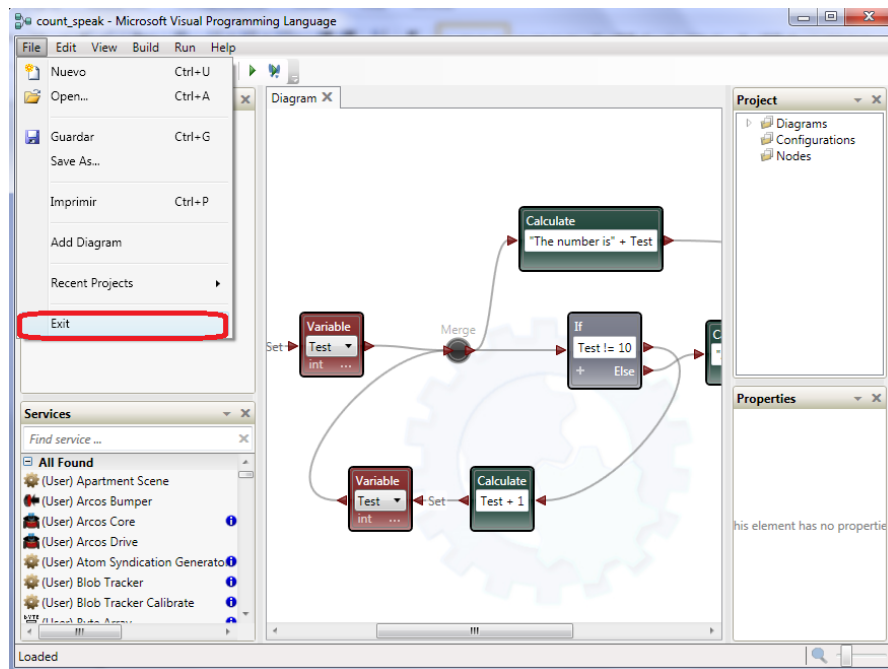 count_speak - Microsoft Visual Programming Language
File Edit View Build Run Help
Nuevo Ctrl+U
Open... Ctrl+A
Guardar Ctrl+G
Save As...
Imprimir Ctrl+P
Add Diagram
Recent Projects
Exit
Diagram
Calculate
"The number is" + Test
Merge
Set
Variable
Test
int ...
If
Test != 10
Else
Variable
Test
int ...
Set
Calculate
Test + 1
Services
Find service ...
All Found
(User) Apartment Scene
(User) Arcos Bumper
(User) Arcos Core
(User) Arcos Drive
(User) Atom Syndication Generato
(User) Blob Tracker
(User) Blob Tracker Calibrate
Project
Diagrams
Configurations
Nodes
Properties
his element has no propertie
Loaded